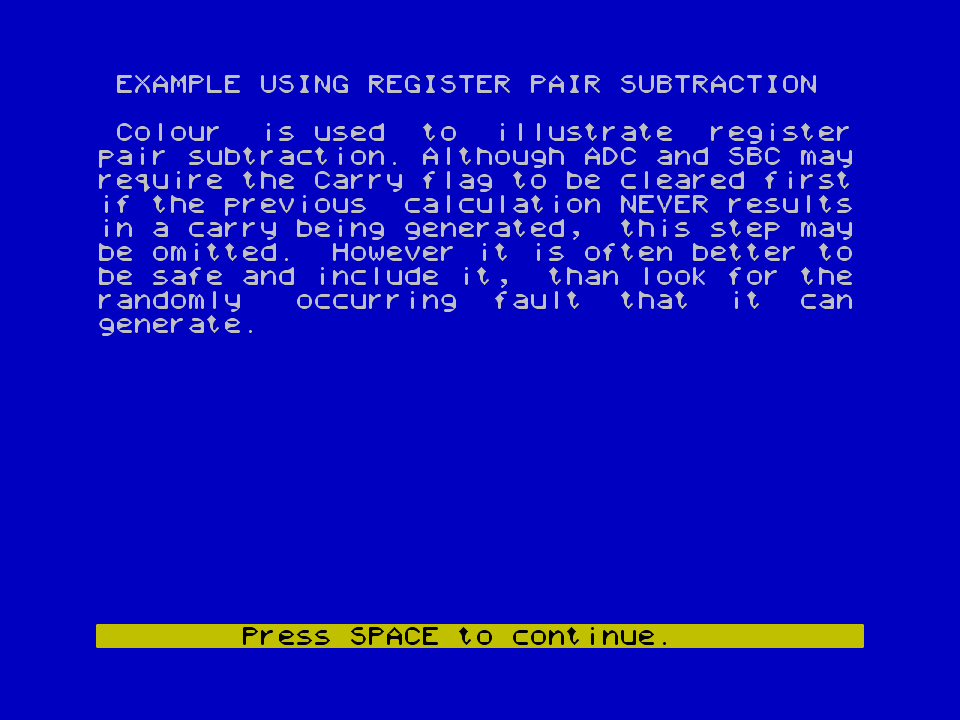 EXAMPLE USING REGISTER PAIR SUBTRACTION
Colour is used to illustrate register
pair subtraction. Although ADC and SBC may
require the Carry flag to be cleared first
if the previous calculation NEVER results
in a carry being generated, this step may
be omitted. However it is often better to
be safe and include it, than look for the
randomly occurring fault that it can
generate.
Press SPACE to continue.